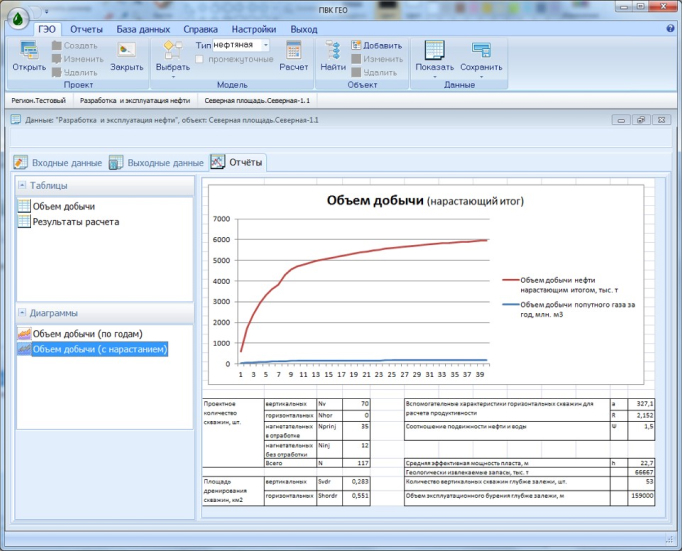 ПВК ГЕО
ГЭО Отчеты База данных Справка Настройки Выход
Открыть
Создать
Изменить
Удалить
Закрыть
Проект
Выбрать
Тип нефтяная
промежуточные
Расчет
Модель
Найти
Добавить
Изменить
Удалить
Объект
Показать
Сохранить
Данные
Регион.Тестовый Разработка и эксплуатация нефти Северная площадь.Северная-1.1
Данные: "Разработка и эксплуатация нефти", объект: Северная площадь.Северная-1.1
Входные данные Выходные данные Отчёты
Таблицы
Объем добычи
Результаты расчета
Диаграммы
Объем добычи (по годам)
Объем добычи (с нарастанием)
Объем добычи (нарастающий итог)
7000
6000
5000
4000
3000
2000
1000
0
1 3 5 7 9 11 13 15 17 19 21 23 25 27 29 31 33 35 37 39
Объем добычи нефти
нарастающим итогом, тыс. т
Объем добычи попутного газа за
год, млн. м3
Проектное
количество
скважин, шт.
вертикальных Nv 70
горизонтальных Nhor 0
нагнетательных
в отработке
Nprinj 35
нагнетательных
без отработки
Ninj 12
Всего N 117
Площадь
дренирования
скважин, км2
вертикальных Svdr 0,283
горизонтальных Shordr 0,551
Вспомогательные характеристики горизонтальных скважин для
расчета продуктивности
a 327,1
R 2,152
Соотношение подвижности нефти и воды Ψ 1,5
Средняя эффективная мощность пласта, м h 22,7
Геологически извлекаемые запасы, тыс. т 66667
Количество вертикальных скважин глубже залежи, шт. 53
Объем эксплуатационного бурения глубже залежи, м 159000